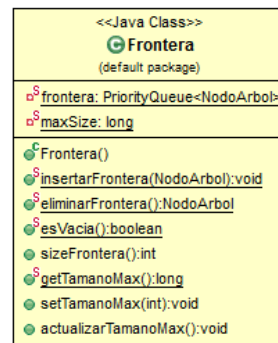 <<Java Class>>
Frontera
(default package)
frontera: PriorityQueue<NodoArbol>
maxSize: long
Frontera()
insertarFrontera(NodoArbol):void
eliminarFrontera():NodoArbol
esVacia():boolean
sizeFrontera():int
getTamanoMax():long
setTamanoMax(int):void
actualizarTamanoMax():void